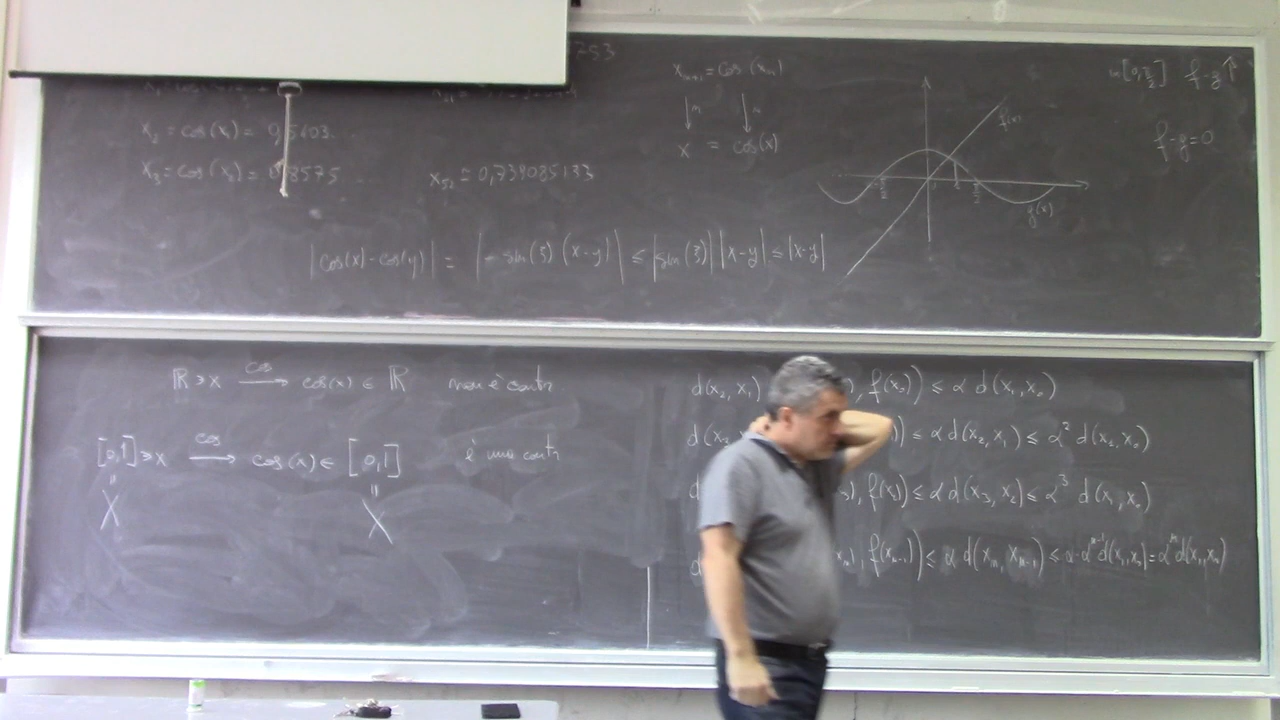 x₂ = cos(x₁) = 0,5403...
x₃ = cos(x₂) = 0,8575...
x₅₂ ≅ 0,739085133
xₙ₊₁ = cos(xₙ)
↓ₙ ↓ₙ
x = cos(x)
f(x)
g(x)
in [0, π/2] f-g ↑
f-g=0
|cos(x)-cos(y)| = |-sin(ξ)(x-y)| ≤ |sin(ξ)||x-y| ≤ |x-y|
ℝ ∋ x cos→ cos(x) ∈ ℝ non è contr
[0,1] ∋ x cos→ cos(x) ∈ [0,1] è una contr
X X
d(x₂, x₁) f(x₀)) ≤ α d(x₁, x₀)
) ≤ α d(x₂, x₁) ≤ α² d(x₁, x₀)
), f(x₂)) ≤ α d(x₃, x₂) ≤ α³ d(x₁, x₀)
, f(xₙ₋₁)) ≤ α d(xₙ, xₙ₋₁) ≤ α·αⁿ⁻¹ d(x₁, x₀) = αⁿ d(x₁, x₀)